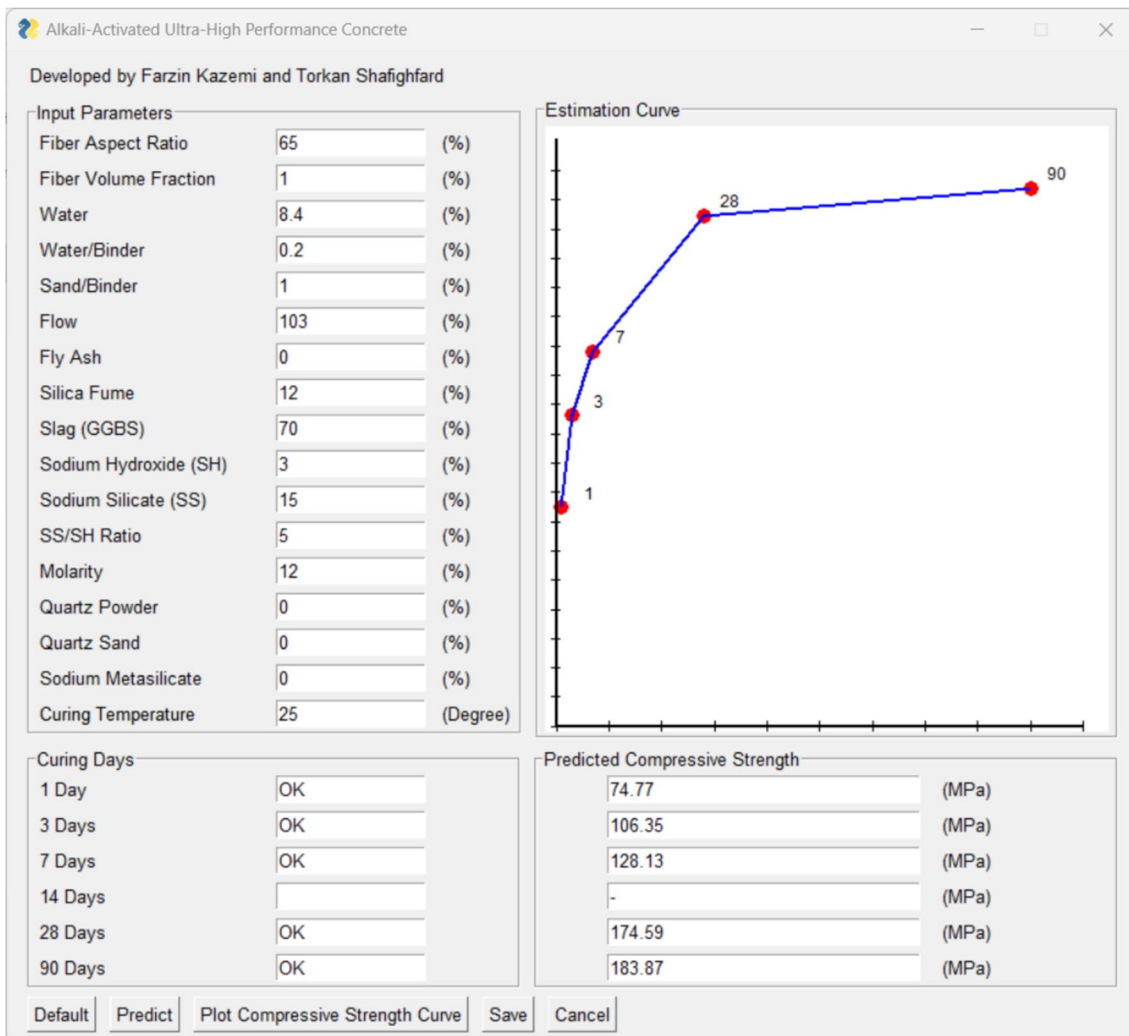 Alkali-Activated Ultra-High Performance Concrete
Developed by Farzin Kazemi and Torkan Shafighfard
Input Parameters
Fiber Aspect Ratio 65 (%)
Fiber Volume Fraction 1 (%)
Water 8.4 (%)
Water/Binder 0.2 (%)
Sand/Binder 1 (%)
Flow 103 (%)
Fly Ash 0 (%)
Silica Fume 12 (%)
Slag (GGBS) 70 (%)
Sodium Hydroxide (SH) 3 (%)
Sodium Silicate (SS) 15 (%)
SS/SH Ratio 5 (%)
Molarity 12 (%)
Quartz Powder 0 (%)
Quartz Sand 0 (%)
Sodium Metasilicate 0 (%)
Curing Temperature 25 (Degree)
Estimation Curve
90
28
7
3
1
Curing Days
1 Day OK
3 Days OK
7 Days OK
14 Days
28 Days OK
90 Days OK
Predicted Compressive Strength
74.77 (MPa)
106.35 (MPa)
128.13 (MPa)
- (MPa)
174.59 (MPa)
183.87 (MPa)
Default Predict Plot Compressive Strength Curve Save Cancel